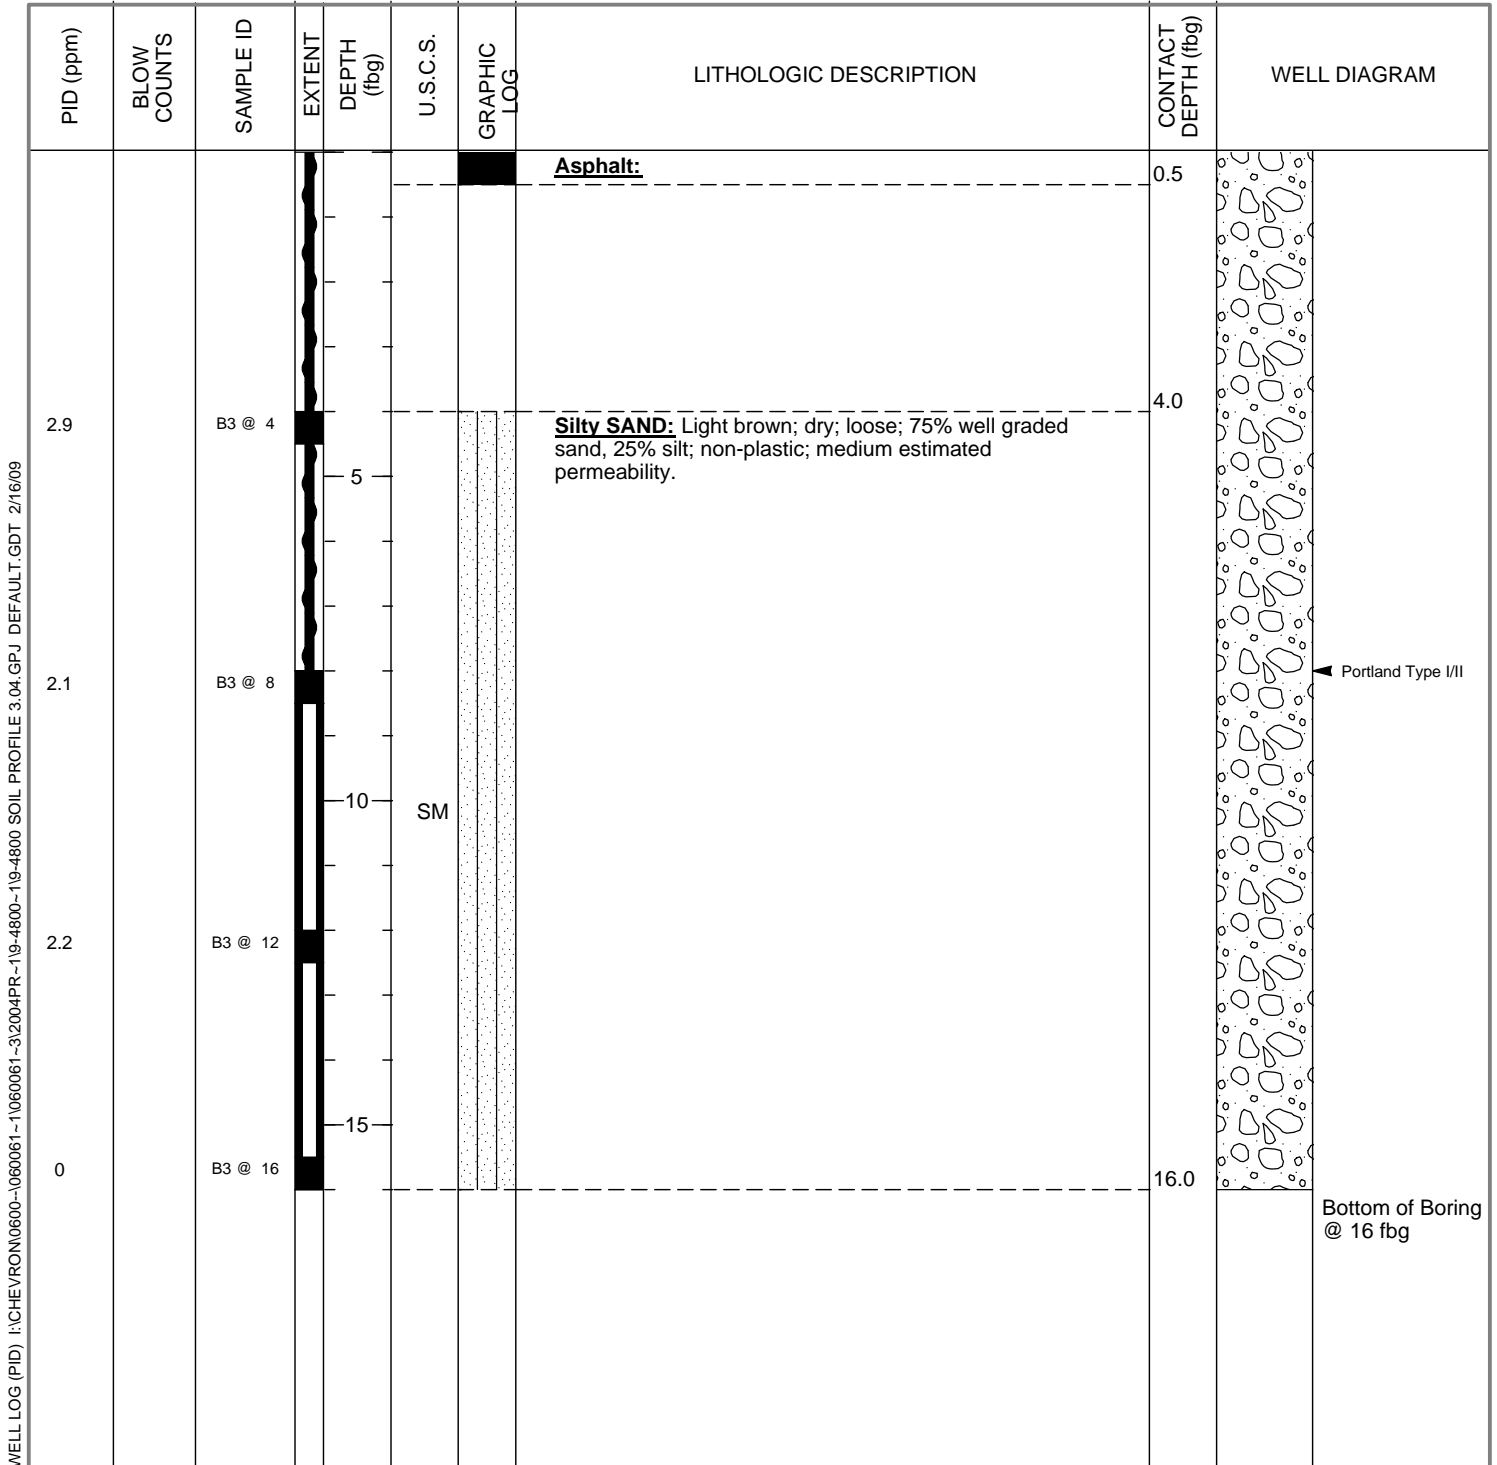 PID (ppm)
BLOW
COUNTS
SAMPLE ID
EXTENT
DEPTH
(fbg)
U.S.C.S.
GRAPHIC
LOG
LITHOLOGIC DESCRIPTION
CONTACT
DEPTH (fbg)
WELL DIAGRAM
Asphalt:
0.5
4.0
2.9
B3 @ 4
Silty SAND: Light brown; dry; loose; 75% well graded
sand, 25% silt; non-plastic; medium estimated
permeability.
5
2.1
B3 @ 8
Portland Type I/II
10
SM
2.2
B3 @ 12
15
0
B3 @ 16
16.0
Bottom of Boring
@ 16 fbg
WELL LOG (PID) I:\CHEVRON\0600--\060061~1\060061~3\2004PR~1\9-4800~1\9-4800 SOIL PROFILE 3.04.GPJ DEFAULT.GDT 2/16/09